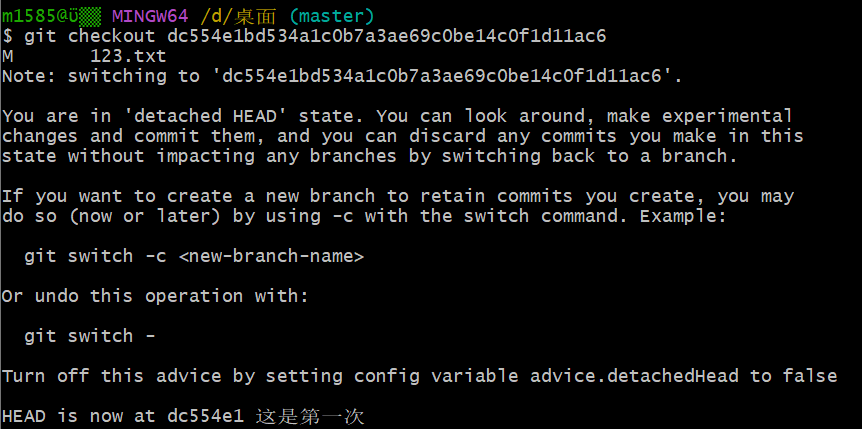 m1585@ü▒▒ MINGW64 /d/桌面 (master)
$ git checkout dc554e1bd534a1c0b7a3ae69c0be14c0f1d11ac6
M       123.txt
Note: switching to 'dc554e1bd534a1c0b7a3ae69c0be14c0f1d11ac6'.
You are in 'detached HEAD' state. You can look around, make experimental
changes and commit them, and you can discard any commits you make in this
state without impacting any branches by switching back to a branch.
If you want to create a new branch to retain commits you create, you may
do so (now or later) by using -c with the switch command. Example:
git switch -c <new-branch-name>
Or undo this operation with:
git switch -
Turn off this advice by setting config variable advice.detachedHead to false
HEAD is now at dc554e1 这是第一次